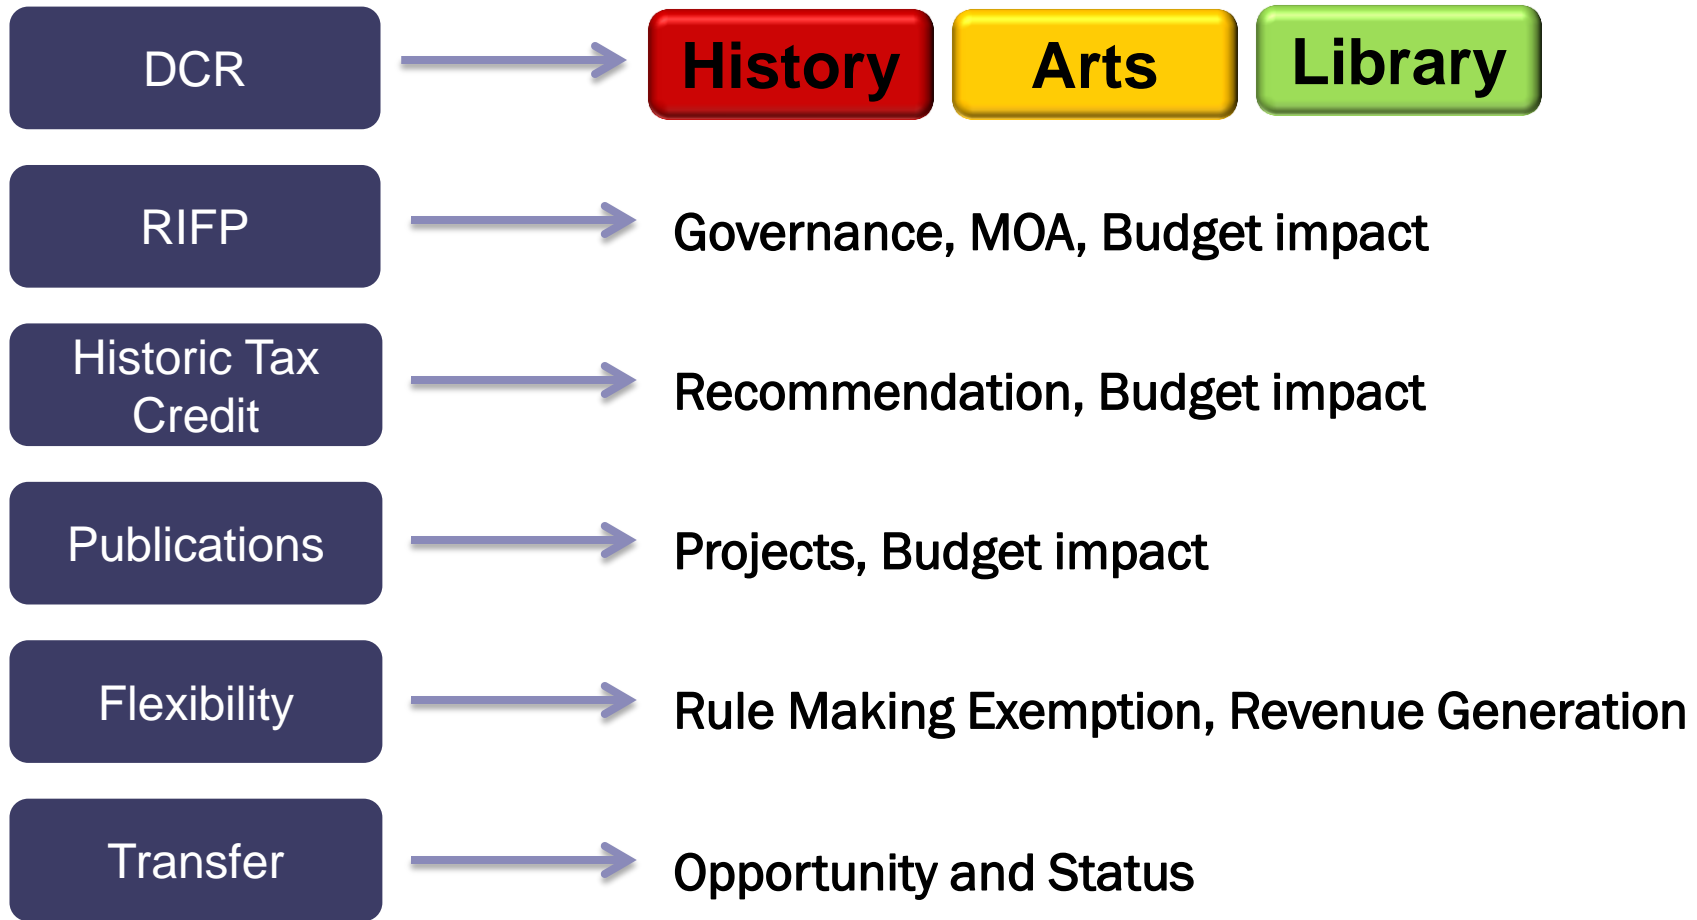 DCR
History
Arts
Library
RIFP
Governance, MOA, Budget impact
Historic Tax
Credit
Recommendation, Budget impact
Publications
Projects, Budget impact
Flexibility
Rule Making Exemption, Revenue Generation
Transfer
Opportunity and Status